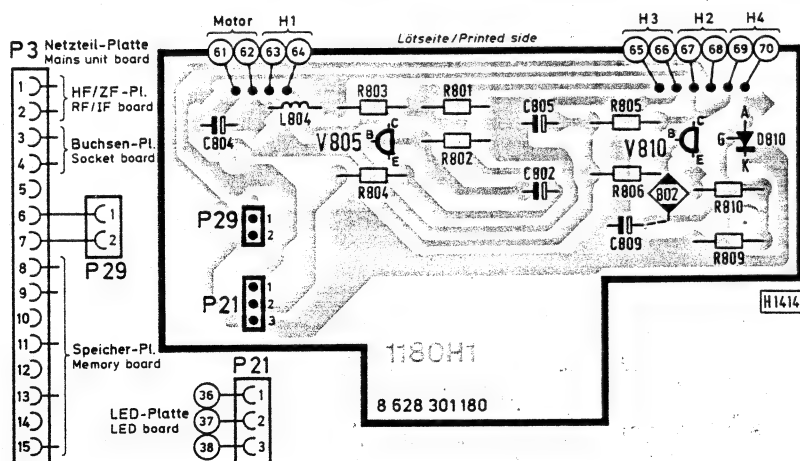 Motor H1 Lötseite/Printed side H3 H2 H4
61 62 63 64 65 66 67 68 69 70
P3 Netzteil-Platte
Mains unit board
1 HF/ZF-Pl.
2 RF/IF board
3 Buchsen-Pl.
4 Socket board
5
6 1
7 2
P29
8
9
10
11 Speicher-Pl.
12 Memory board
13
14
15
C804
L804
R803
R801
V805
B C E
R802
R804
C805
R805
C802
V810
B C E
R806
802
C809
A
G D810
K
R810
R809
P29
1
2
P21
1
2
3
H1414
1180H1
8 628 301 180
P21
LED-Platte
LED board
36 1
37 2
38 3